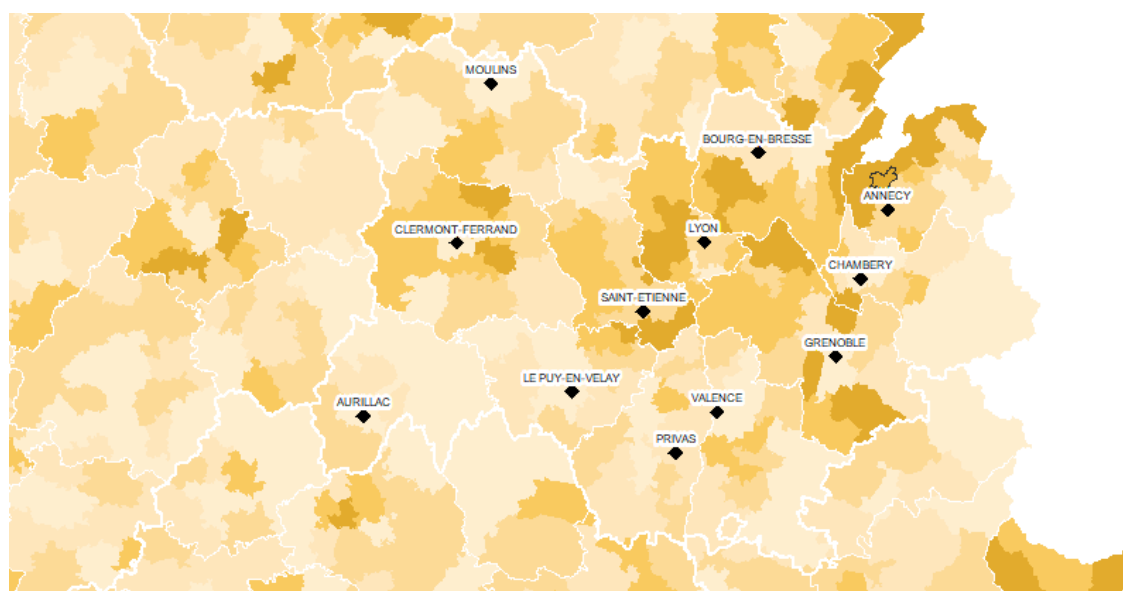 MOULINS
BOURG-EN-BRESSE
ANNECY
CLERMONT-FERRAND
LYON
CHAMBERY
SAINT-ETIENNE
GRENOBLE
LE PUY-EN-VELAY
AURILLAC
VALENCE
PRIVAS